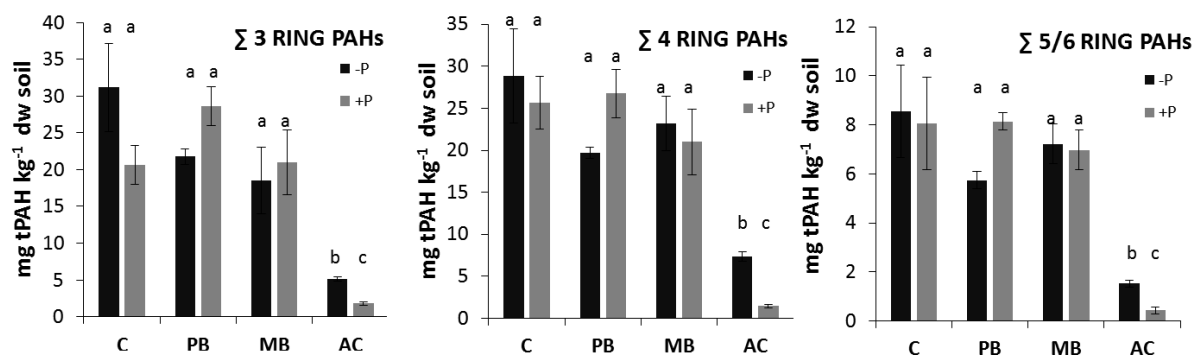 mg tPAH kg⁻¹ dw soil
40
35
30
25
20
15
10
5
0
∑ 3 RING PAHs
-P
+P
a a
a a
a a
b c
C PB MB AC
mg tPAH kg⁻¹ dw soil
35
30
25
20
15
10
5
0
∑ 4 RING PAHs
-P
+P
a a
a a
a a
b c
C PB MB AC
mg tPAH kg⁻¹ dw soil
12
10
8
6
4
2
0
∑ 5/6 RING PAHs
-P
+P
a a
a a
a a
b c
C PB MB AC